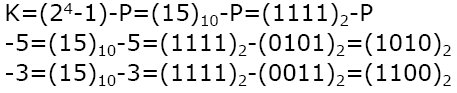 K=(2⁴-1)-P=(15)₁₀-P=(1111)₂-P
-5=(15)₁₀-5=(1111)₂-(0101)₂=(1010)₂
-3=(15)₁₀-3=(1111)₂-(0011)₂=(1100)₂